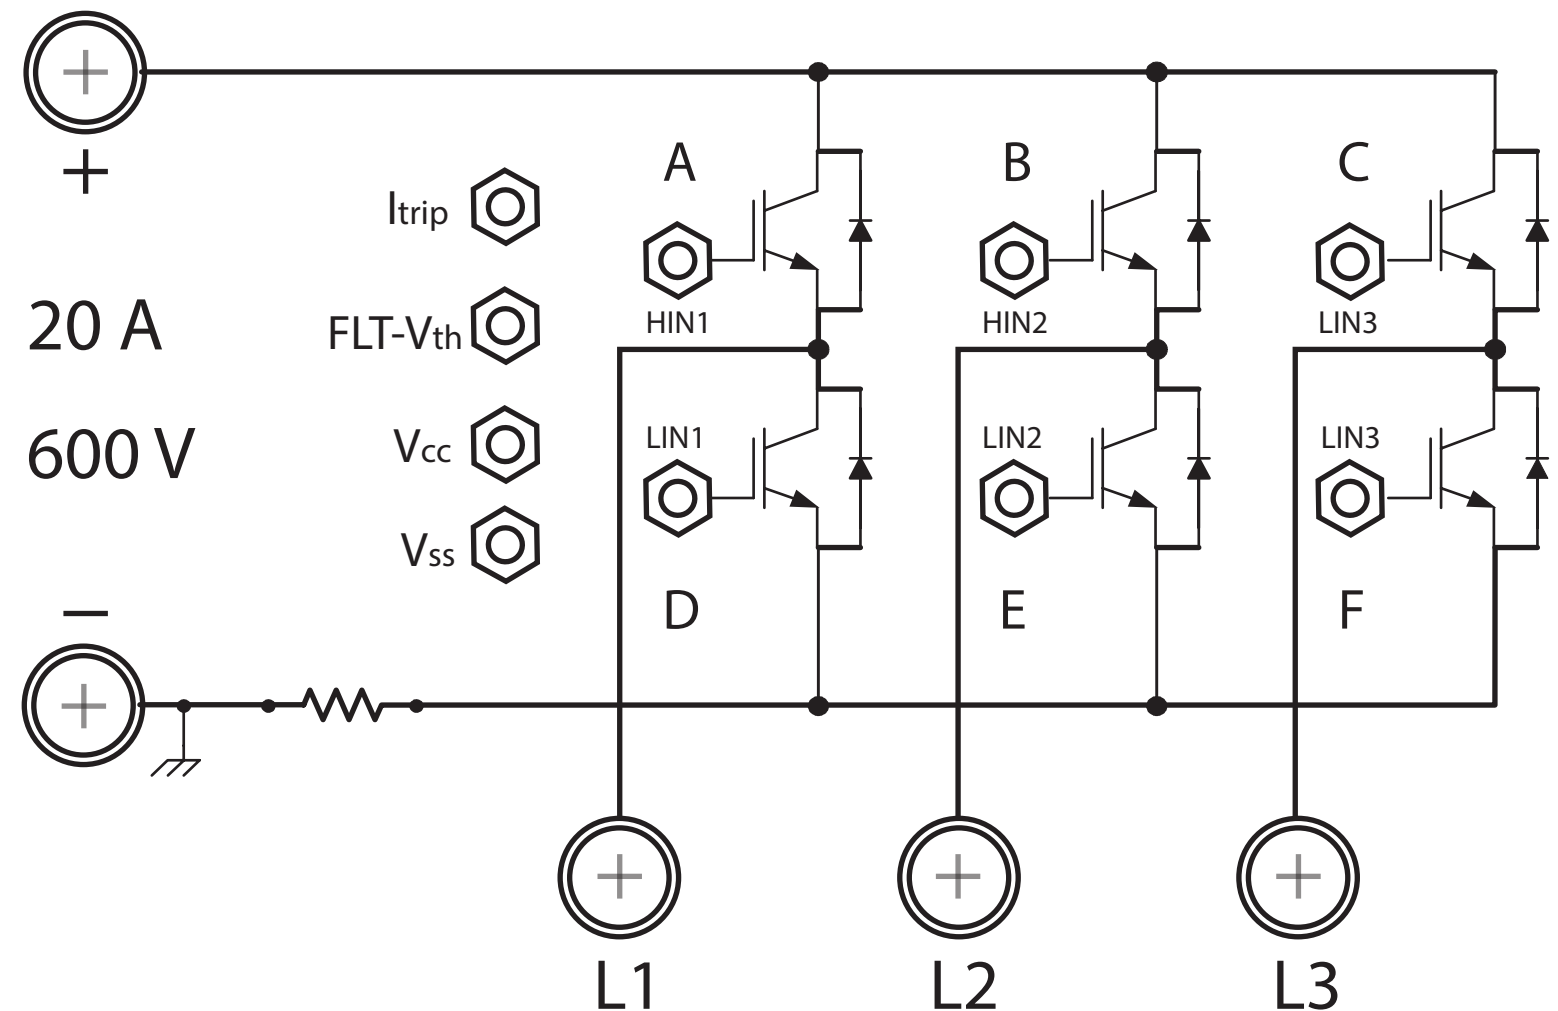 +
A
B
C
Itrip
HIN1
HIN2
LIN3
20 A
FLT-Vth
600 V
Vcc
LIN1
LIN2
LIN3
Vss
−
D
E
F
L1
L2
L3